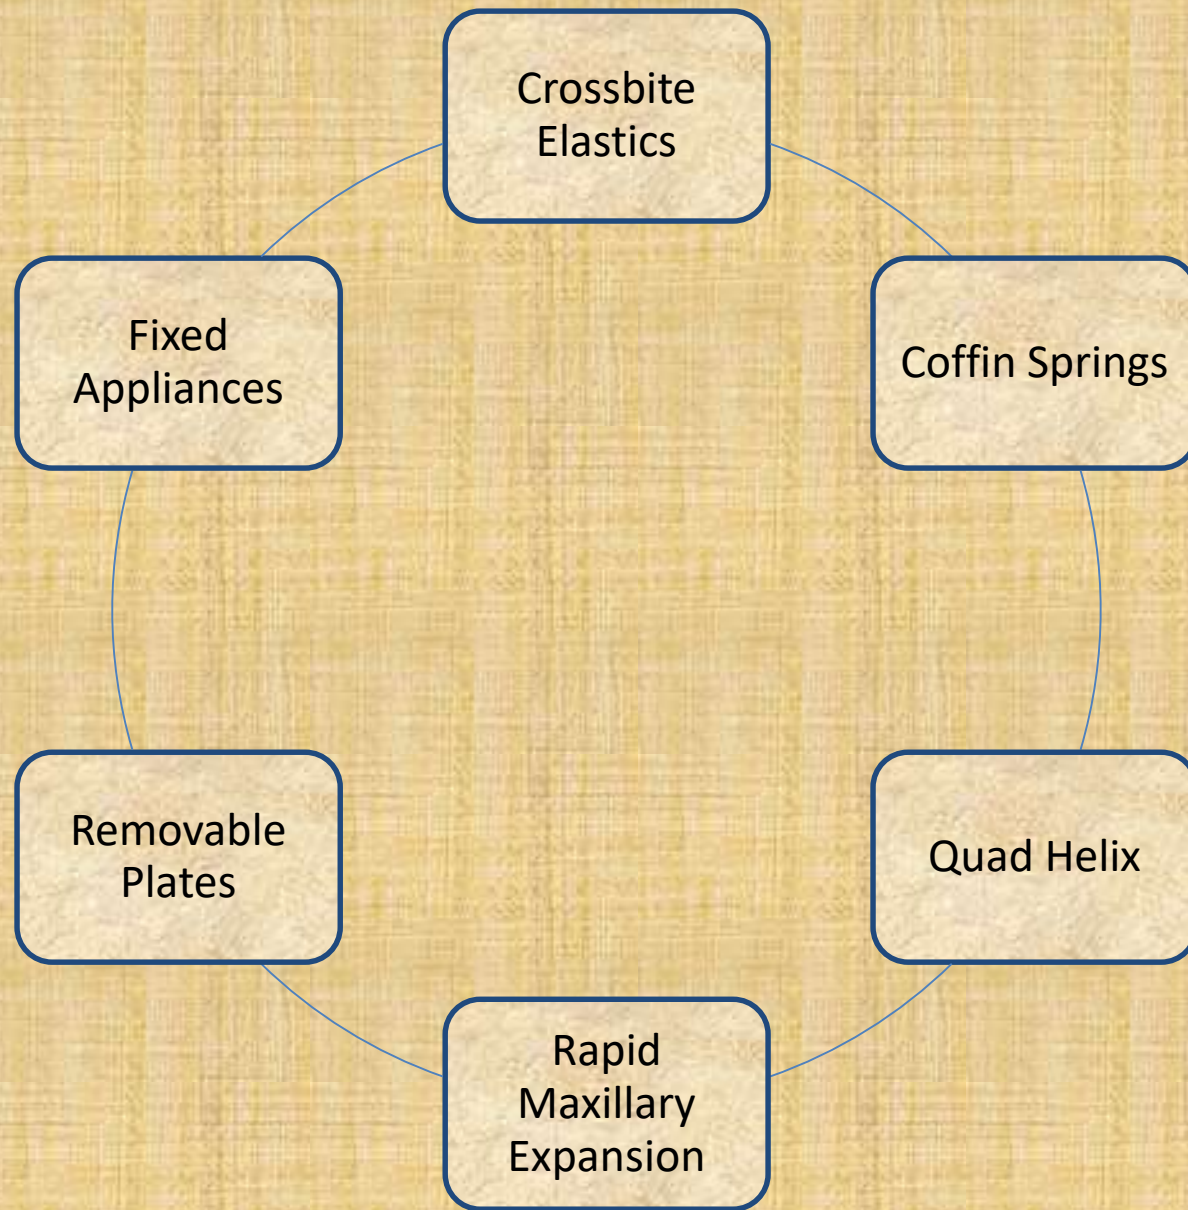 Crossbite
Elastics
Coffin Springs
Quad Helix
Rapid
Maxillary
Expansion
Removable
Plates
Fixed
Appliances